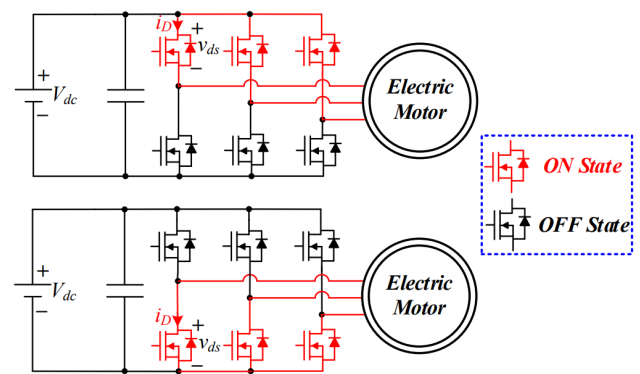 i_D
+
v_ds
−
+
V_dc
−
Electric
Motor
ON State
OFF State
+
V_dc
−
Electric
Motor
i_D
+
v_ds
−